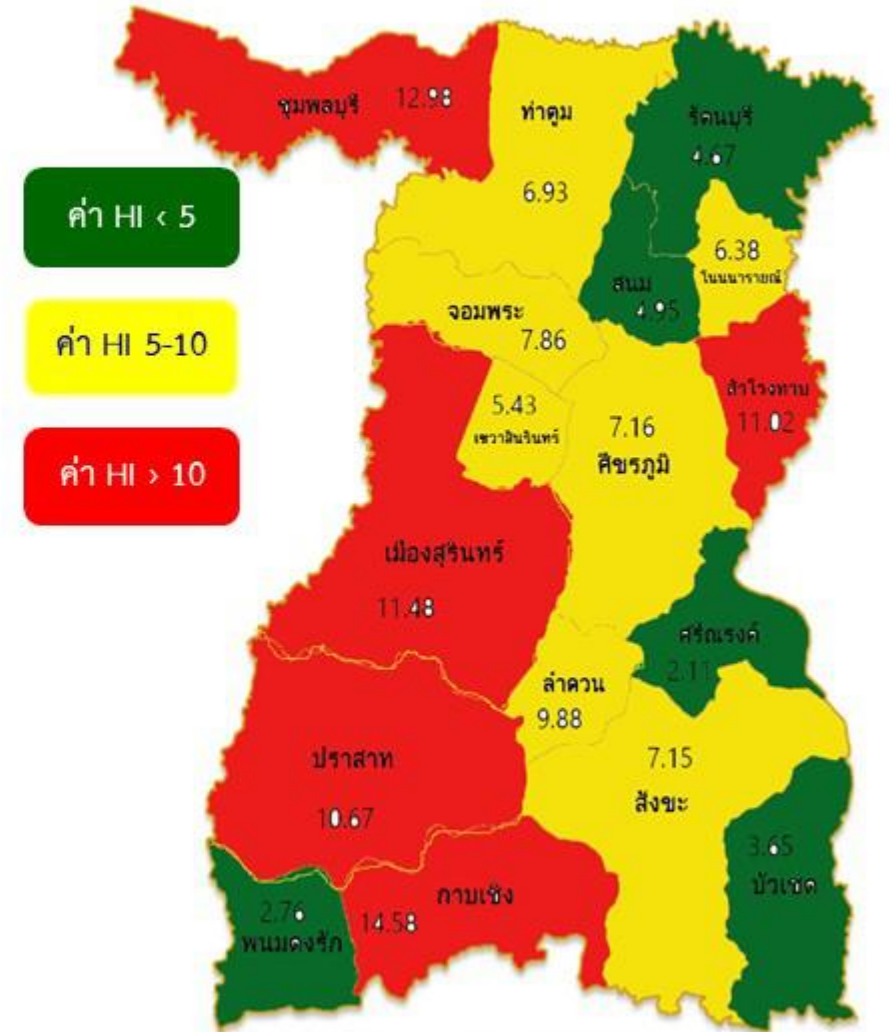 ชุมพลบุรี 12.98
ท่าตูม
6.93
รัตนบุรี
4.67
ค่า HI < 5
6.38
โนนนารายณ์
สนม
4.95
จอมพระ
7.86
ค่า HI 5-10
5.43
เขวาสินรินทร์
7.16
ศีขรภูมิ
สำโรงทาบ
11.02
ค่า HI > 10
เมืองสุรินทร์
11.48
ศรีณรงค์
2.11
ลำดวน
9.88
ปราสาท
10.67
7.15
สังขะ
3.65
บัวเชด
กาบเชิง
14.58
2.76
พนมดงรัก